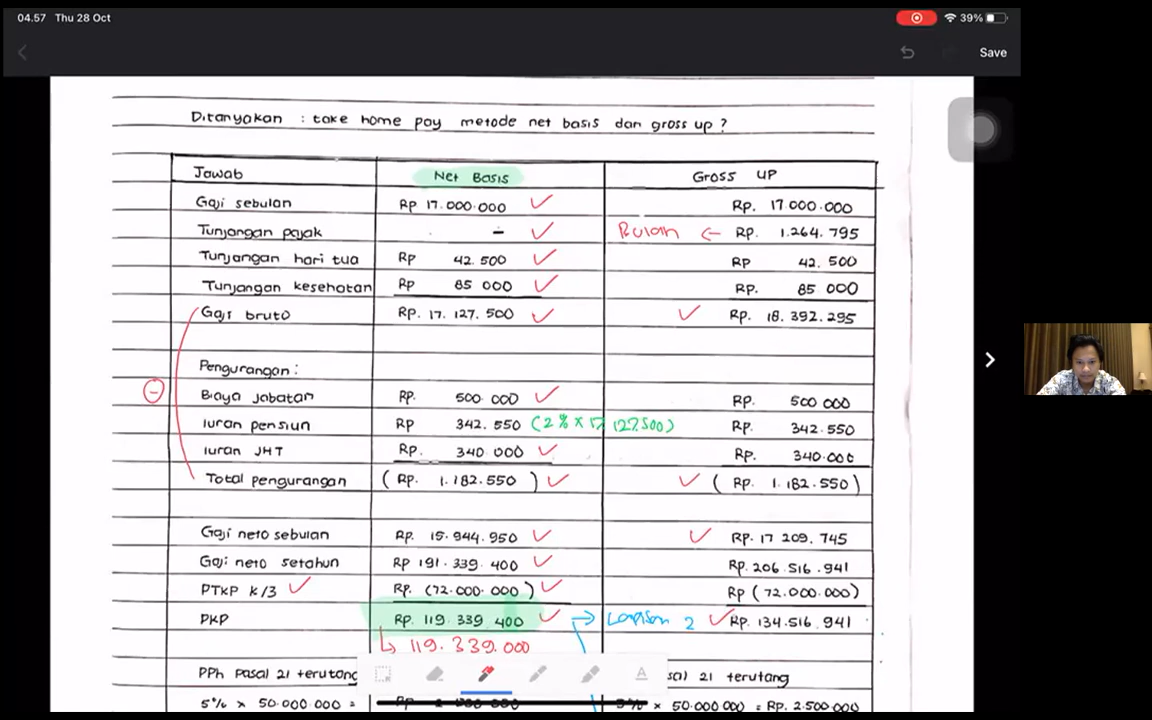 04.57 Thu 28 Oct
39%
Save
Ditanyakan : take home pay metode net basis dan gross up ?
Jawab Net Basis Gross UP
Gaji sebulan Rp 17.000.000 Rp. 17.000.000
Tunjangan pajak - Bulan ← Rp. 1.264.795
Tunjangan hari tua Rp 42.500 Rp 42.500
Tunjangan kesehatan Rp 85 000 Rp. 85 000
Gaji bruto Rp. 17.127.500 Rp. 18.392.295
Pengurangan :
Biaya jabatan Rp. 500 000 Rp. 500 000
Iuran pensiun Rp 342.550 (2% x 17 127.500) Rp. 342.550
Iuran JHT Rp. 340 000 Rp. 340.000
Total pengurangan (Rp. 1.182.550) (Rp. 1.182.550)
Gaji neto sebulan Rp. 15.944.950 Rp. 17 209.745
Gaji neto setahun Rp 191.339.400 Rp. 206.516.941
PTKP K/3 Rp. (72.000.000) Rp (72.000.000)
PKP Rp. 119.339.400 → Lapisan 2 Rp. 134.516.941
119.339.000
PPh Pasal 21 terutang sal 21 terutang
5% x 50.000.000 = 5% x 50.000 000 = Rp. 2.500.000